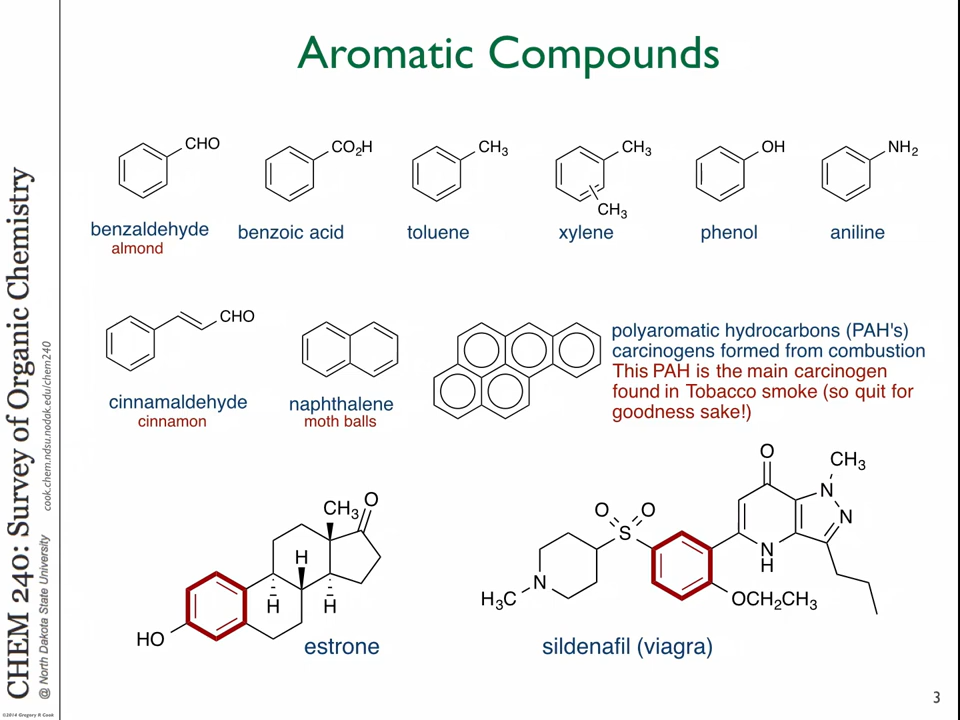 Aromatic Compounds
CHO
CO2H
CH3
CH3
CH3
OH
NH2
benzaldehyde
almond
benzoic acid
toluene
xylene
phenol
aniline
CHO
cinnamaldehyde
cinnamon
naphthalene
moth balls
polyaromatic hydrocarbons (PAH's)
carcinogens formed from combustion
This PAH is the main carcinogen
found in Tobacco smoke (so quit for
goodness sake!)
CH3 O
H
H H
HO
estrone
O
CH3
N
N
N
H
O O
S
N
H3C
OCH2CH3
sildenafil (viagra)
CHEM 240: Survey of Organic Chemistry
@ North Dakota State University cook.chem.ndsu.nodak.edu/chem240
©2014 Gregory R Cook
3